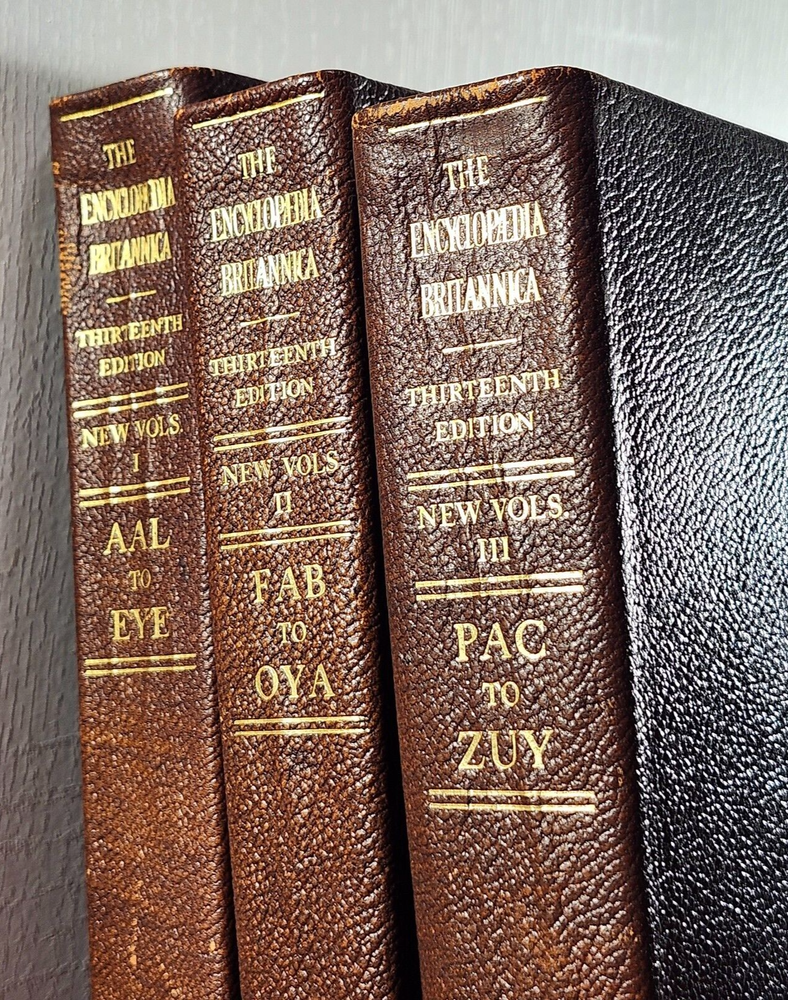 THE
ENCYCLOPÆDIA
BRITANNICA
THIRTEENTH
EDITION
NEW VOLS
I
AAL
TO
EYE
THE
ENCYCLOPÆDIA
BRITANNICA
THIRTEENTH
EDITION
NEW VOLS
II
FAB
TO
OYA
THE
ENCYCLOPÆDIA
BRITANNICA
THIRTEENTH
EDITION
NEW VOLS.
III
PAC
TO
ZUY